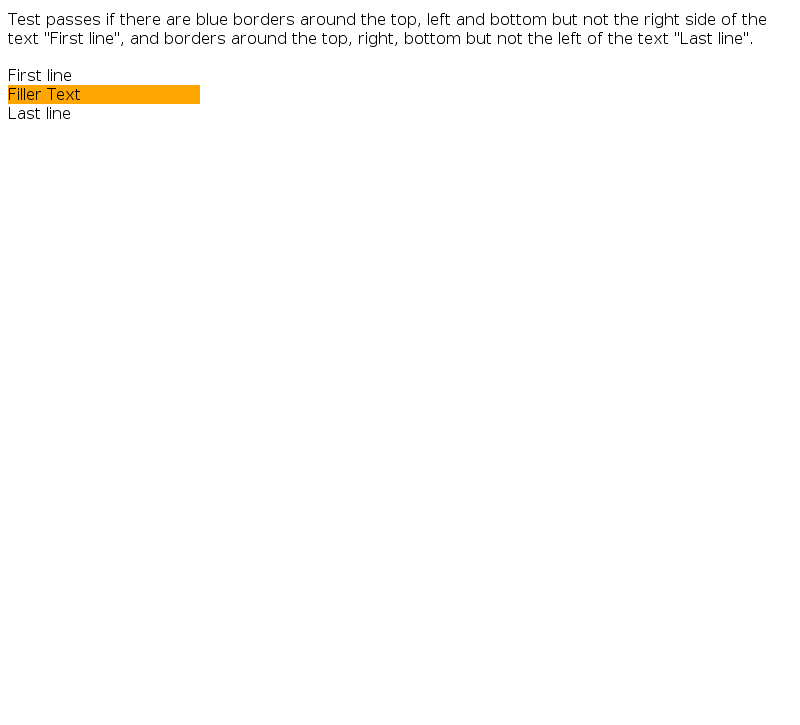 Test passes if there are blue borders around the top, left and bottom but not the right side of the
text "First line", and borders around the top, right, bottom but not the left of the text "Last line".
First line
Filler Text
Last line